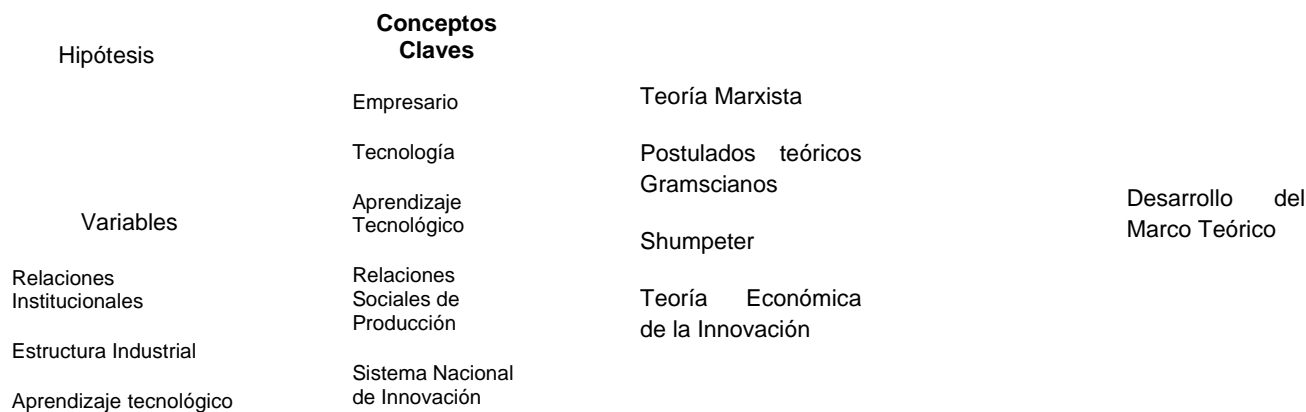 Hipótesis
Variables
Relaciones
Institucionales
Estructura Industrial
Aprendizaje tecnológico
Conceptos
Claves
Empresario
Tecnología
Aprendizaje
Tecnológico
Relaciones
Sociales de
Producción
Sistema Nacional
de Innovación
Teoría Marxista
Postulados teóricos
Gramscianos
Shumpeter
Teoría Económica
de la Innovación
Desarrollo del
Marco Teórico